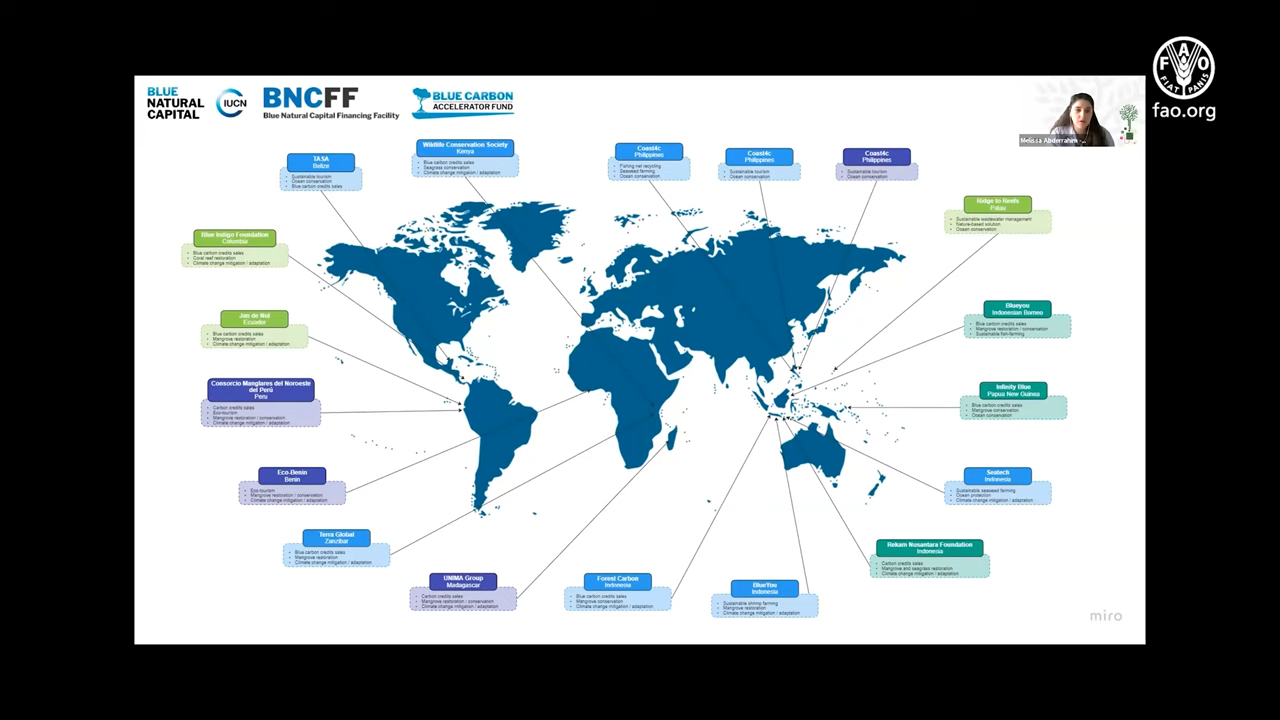 BLUE
NATURAL
CAPITAL
IUCN
BNCFF
Blue Natural Capital Financing Facility
BLUE CARBON
ACCELERATOR FUND
Melissa Abderrahim
FAO
FIAT PANIS
fao.org
TASA
Belize
Sustainable tourism
Ocean conservation
Blue carbon credits sales
Wildlife Conservation Society
Kenya
Blue carbon credits sales
Seagrass conservation
Climate change mitigation / adaptation
Coast4c
Philippines
Fishing net recycling
Seaweed farming
Ocean conservation
Coast4c
Philippines
Sustainable tourism
Ocean conservation
Coast4c
Philippines
Sustainable tourism
Ocean conservation
Ridge to Reefs
Palau
Sustainable wastewater management
Nature-based solution
Ocean conservation
Blue Indigo Foundation
Columbia
Blue carbon credits sales
Coral reef restoration
Climate change mitigation / adaptation
Jan de Nul
Ecuador
Blue carbon credits sales
Mangrove restoration
Climate change mitigation / adaptation
Blueyou
Indonesian Borneo
Blue carbon credits sales
Mangrove restoration / conservation
Sustainable fish-farming
Consorcio Manglares del Noroeste
del Perú
Peru
Carbon credits sales
Eco-tourism
Mangrove restoration / conservation
Climate change mitigation / adaptation
Infinity Blue
Papua New Guinea
Blue carbon credits sales
Mangrove conservation
Ocean conservation
Eco-Benin
Benin
Eco-tourism
Mangrove restoration / conservation
Climate change mitigation / adaptation
Seatech
Indonesia
Sustainable seaweed farming
Ocean protection
Climate change mitigation / adaptation
Terra Global
Zanzibar
Blue carbon credits sales
Mangrove restoration
Climate change mitigation / adaptation
Rekam Nusantara Foundation
Indonesia
Carbon credits sales
Mangrove and seagrass restoration
Climate change mitigation / adaptation
UNIMA Group
Madagascar
Carbon credits sales
Mangrove restoration / conservation
Climate change mitigation / adaptation
Forest Carbon
Indonesia
Blue carbon credits sales
Mangrove conservation
Climate change mitigation / adaptation
BlueYou
Indonesia
Sustainable shrimp farming
Mangrove restoration
Climate change mitigation / adaptation
miro